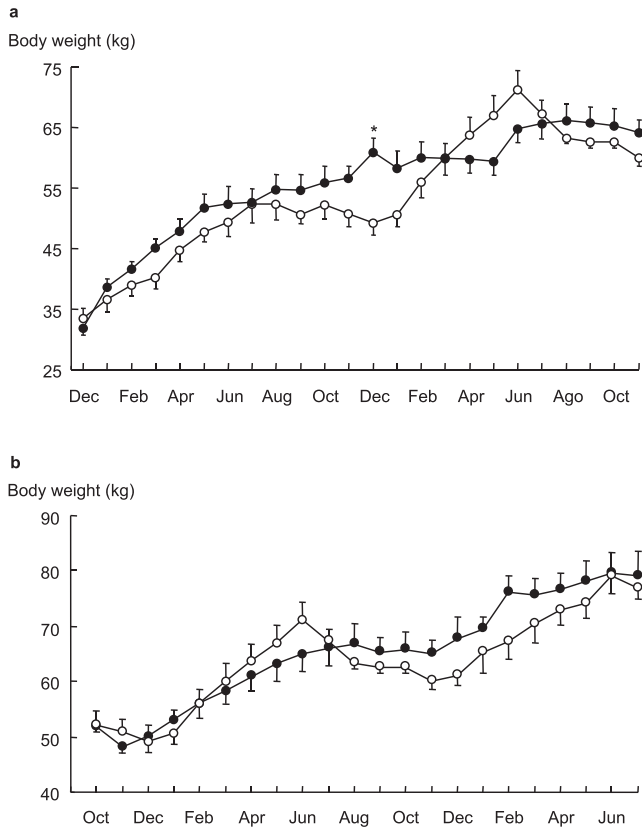 a
Body weight (kg)
75
65
55
45
35
25
*
Dec Feb Apr Jun Aug Oct Dec Feb Apr Jun Ago Oct
b
Body weight (kg)
90
80
70
60
50
40
Oct Dec Feb Apr Jun Aug Oct Dec Feb Apr Jun